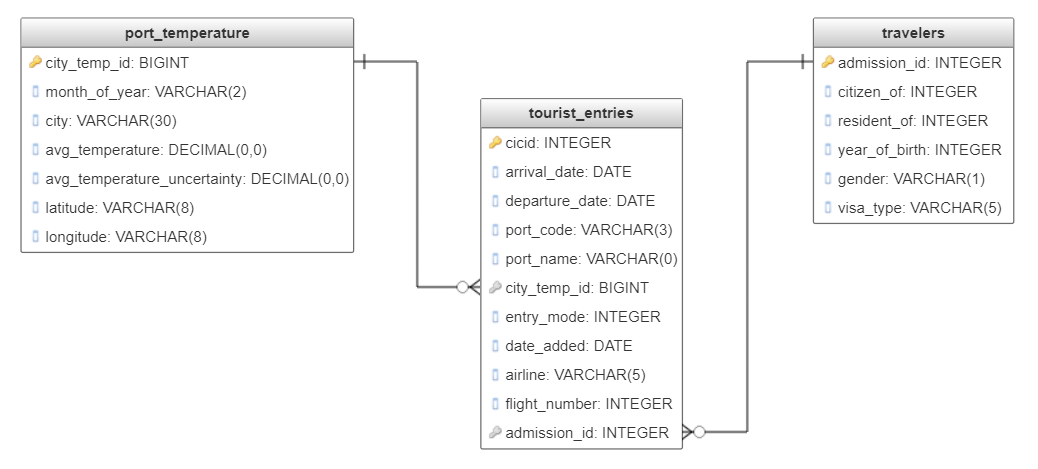 port_temperature
city_temp_id: BIGINT
month_of_year: VARCHAR(2)
city: VARCHAR(30)
avg_temperature: DECIMAL(0,0)
avg_temperature_uncertainty: DECIMAL(0,0)
latitude: VARCHAR(8)
longitude: VARCHAR(8)
tourist_entries
cicid: INTEGER
arrival_date: DATE
departure_date: DATE
port_code: VARCHAR(3)
port_name: VARCHAR(0)
city_temp_id: BIGINT
entry_mode: INTEGER
date_added: DATE
airline: VARCHAR(5)
flight_number: INTEGER
admission_id: INTEGER
travelers
admission_id: INTEGER
citizen_of: INTEGER
resident_of: INTEGER
year_of_birth: INTEGER
gender: VARCHAR(1)
visa_type: VARCHAR(5)